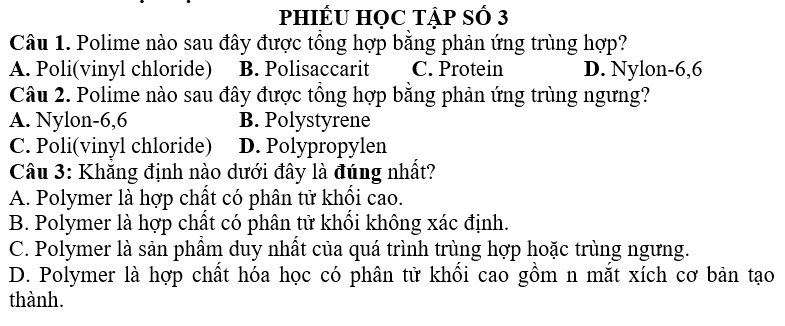 PHIẾU HỌC TẬP SỐ 3
Câu 1. Polime nào sau đây được tổng hợp bằng phản ứng trùng hợp?
A. Poli(vinyl chloride) B. Polisaccarit C. Protein D. Nylon-6,6
Câu 2. Polime nào sau đây được tổng hợp bằng phản ứng trùng ngưng?
A. Nylon-6,6 B. Polystyrene
C. Poli(vinyl chloride) D. Polypropylen
Câu 3: Khẳng định nào dưới đây là đúng nhất?
A. Polymer là hợp chất có phân tử khối cao.
B. Polymer là hợp chất có phân tử khối không xác định.
C. Polymer là sản phẩm duy nhất của quá trình trùng hợp hoặc trùng ngưng.
D. Polymer là hợp chất hóa học có phân tử khối cao gồm n mắt xích cơ bản tạo
thành.